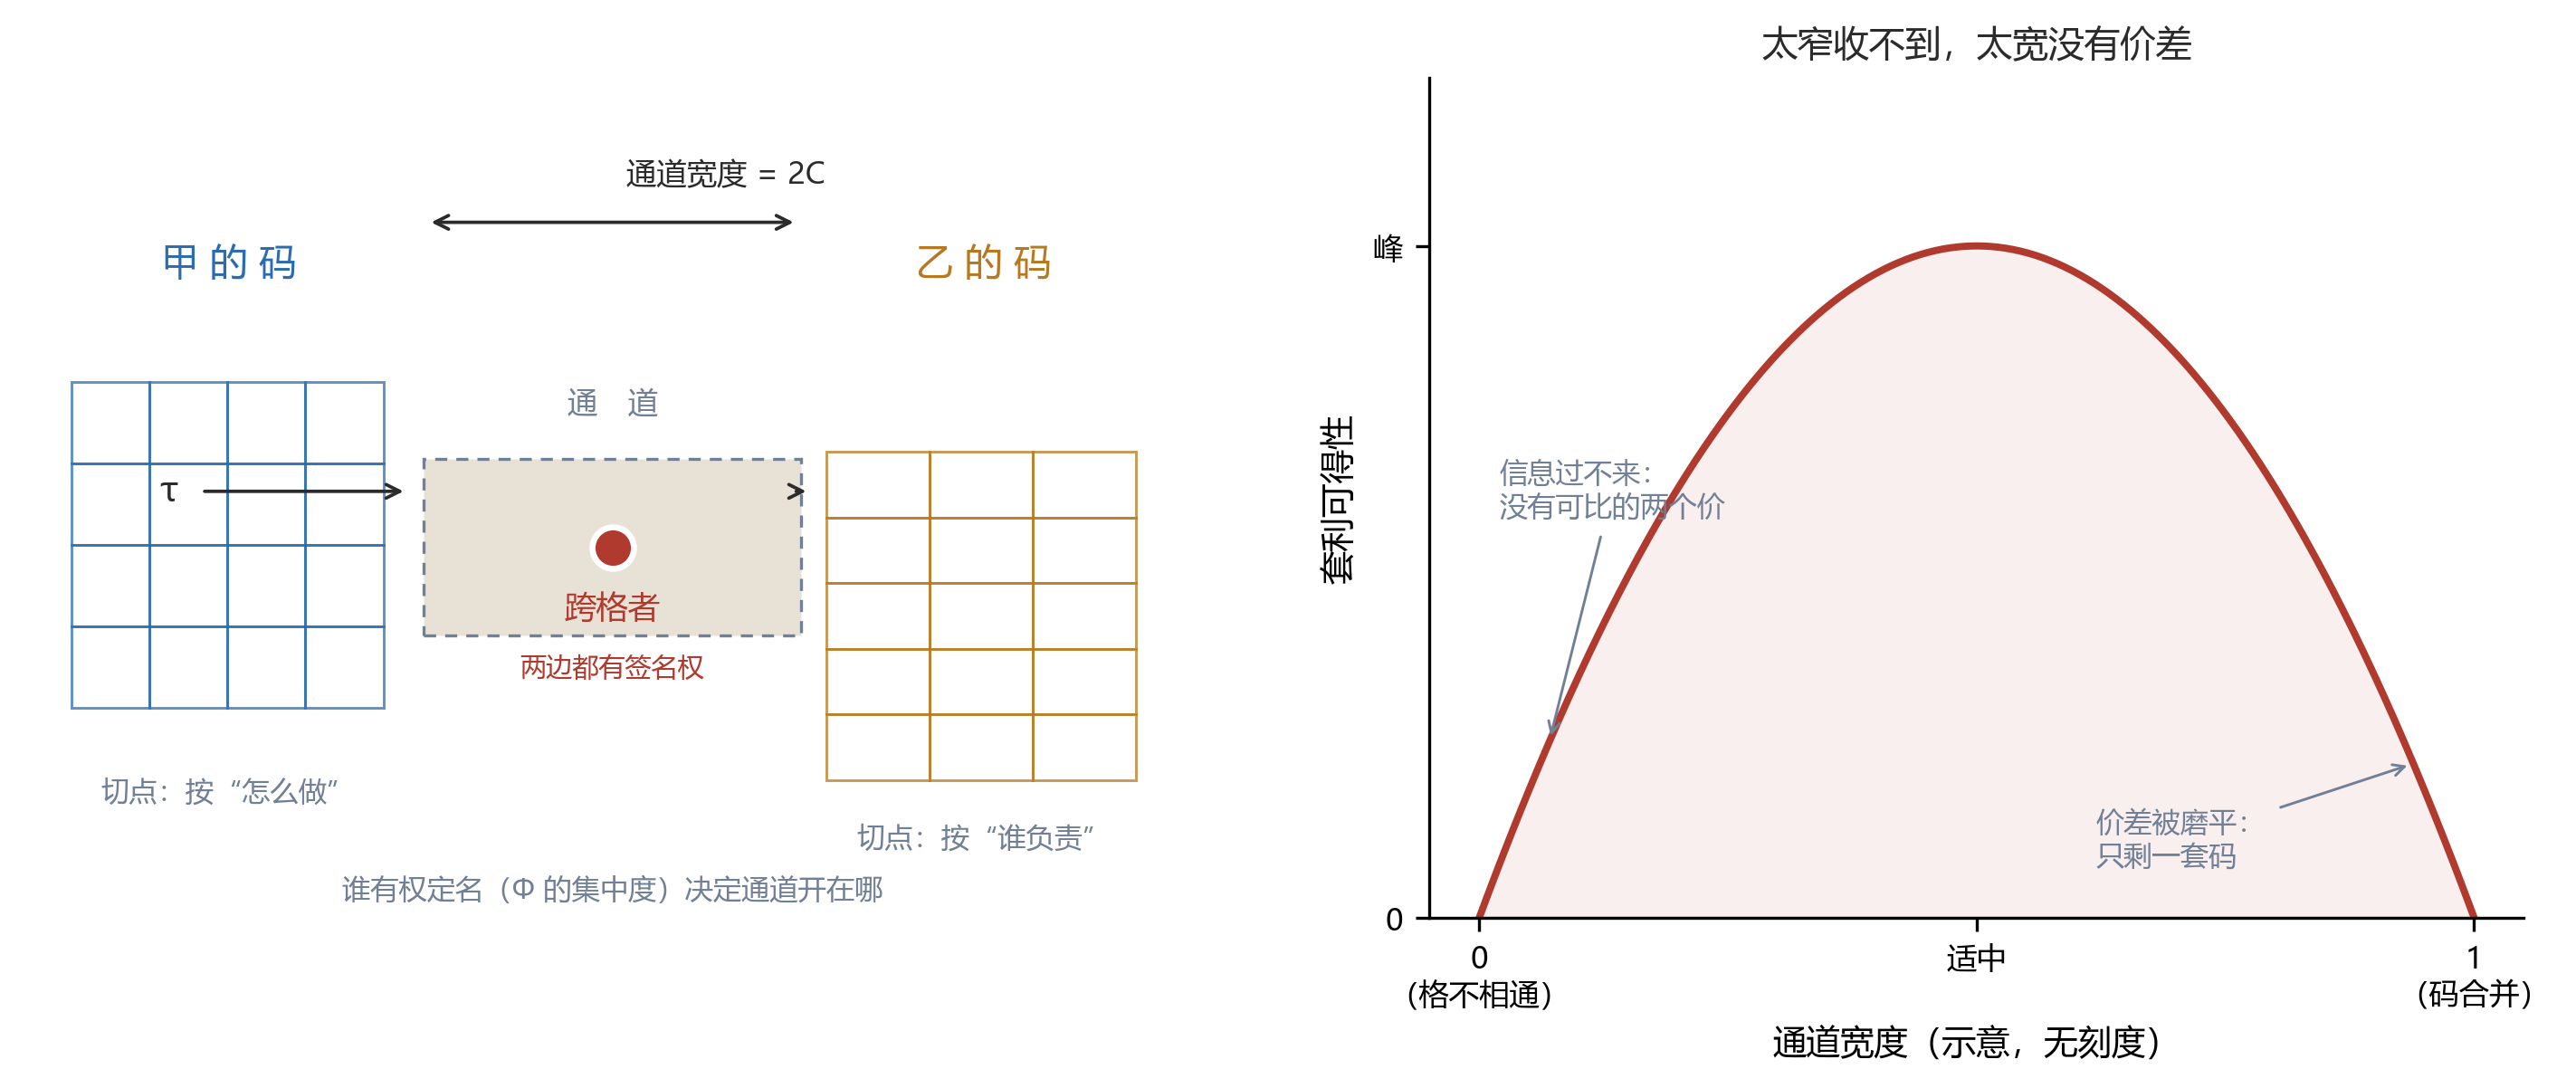 通道宽度 = 2C
甲 的 码
乙 的 码
通 道
τ
跨格者
两边都有签名权
切点：按“怎么做”
切点：按“谁负责”
谁有权定名（Φ 的集中度）决定通道开在哪
太窄收不到，太宽没有价差
峰
套利可得性
信息过不来：
没有可比的两个价
价差被磨平：
只剩一套码
0
0
（格不相通）
适中
1
（码合并）
通道宽度（示意，无刻度）